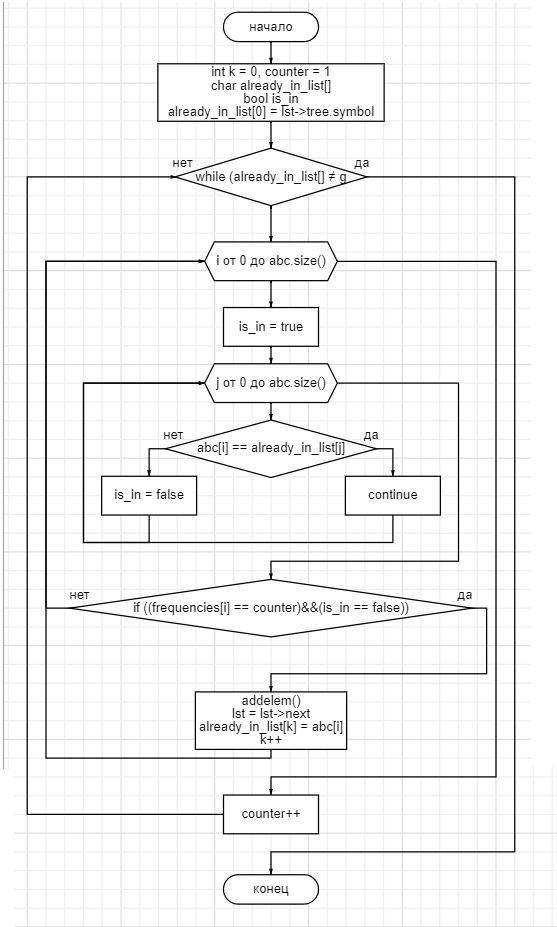 начало
int k = 0, counter = 1
char already_in_list[]
bool is_in
already_in_list[0] = lst->tree.symbol
нет
да
while (already_in_list[] ≠ g
i от 0 до abc.size()
is_in = true
j от 0 до abc.size()
нет
да
abc[i] == already_in_list[j]
is_in = false
continue
нет
да
if ((frequencies[i] == counter)&&(is_in == false))
addelem()
lst = lst->next
already_in_list[k] = abc[i]
k++
counter++
конец